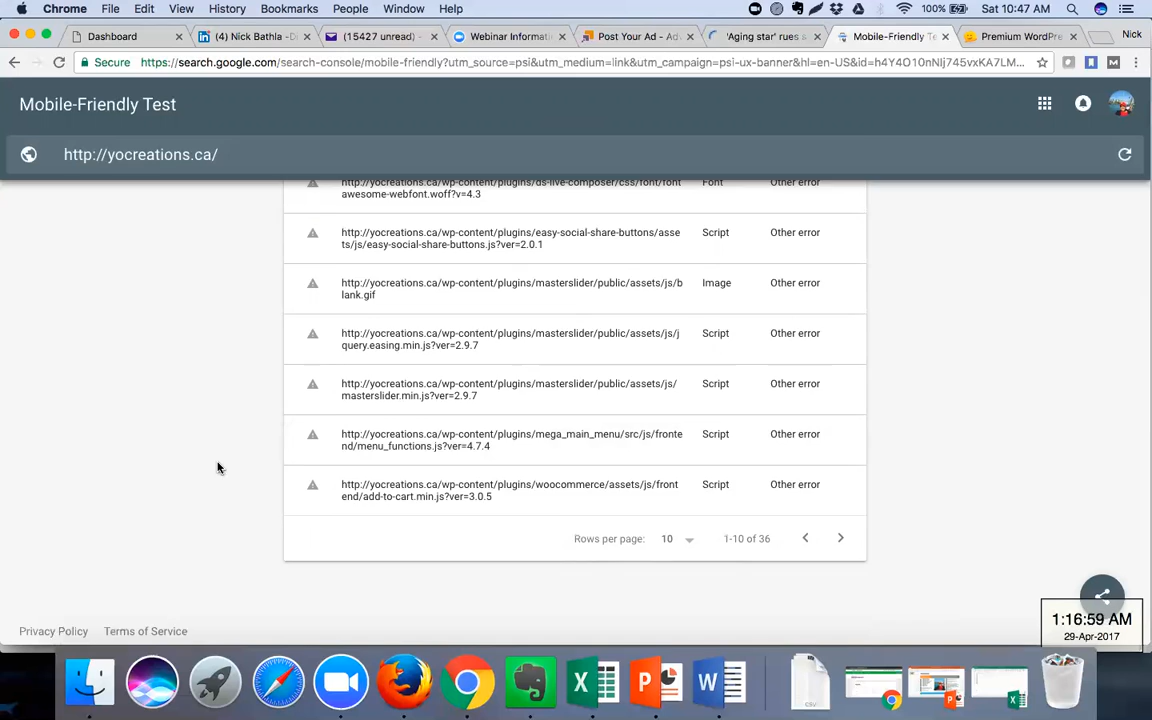 Chrome File Edit View History Bookmarks People Window Help 100% Sat 10:47 AM
Dashboard
(4) Nick Bathla - Di
(15427 unread) -
Webinar Informati
Post Your Ad - Adv
'Aging star' rues s
Mobile-Friendly Te
Premium WordPre
Nick
Secure https://search.google.com/search-console/mobile-friendly?utm_source=psi&utm_medium=link&utm_campaign=psi-ux-banner&hl=en-US&id=h4Y4O10nNIj745vxKA7LM...
Mobile-Friendly Test
http://yocreations.ca/
http://yocreations.ca/wp-content/plugins/ds-live-composer/css/font/font Font Other error
awesome-webfont.woff?v=4.3
http://yocreations.ca/wp-content/plugins/easy-social-share-buttons/asse Script Other error
ts/js/easy-social-share-buttons.js?ver=2.0.1
http://yocreations.ca/wp-content/plugins/masterslider/public/assets/js/b Image Other error
lank.gif
http://yocreations.ca/wp-content/plugins/masterslider/public/assets/js/j Script Other error
query.easing.min.js?ver=2.9.7
http://yocreations.ca/wp-content/plugins/masterslider/public/assets/js/ Script Other error
masterslider.min.js?ver=2.9.7
http://yocreations.ca/wp-content/plugins/mega_main_menu/src/js/fronte Script Other error
nd/menu_functions.js?ver=4.7.4
http://yocreations.ca/wp-content/plugins/woocommerce/assets/js/front Script Other error
end/add-to-cart.min.js?ver=3.0.5
Rows per page: 10 1-10 of 36
Privacy Policy Terms of Service
1:16:59 AM
29-Apr-2017